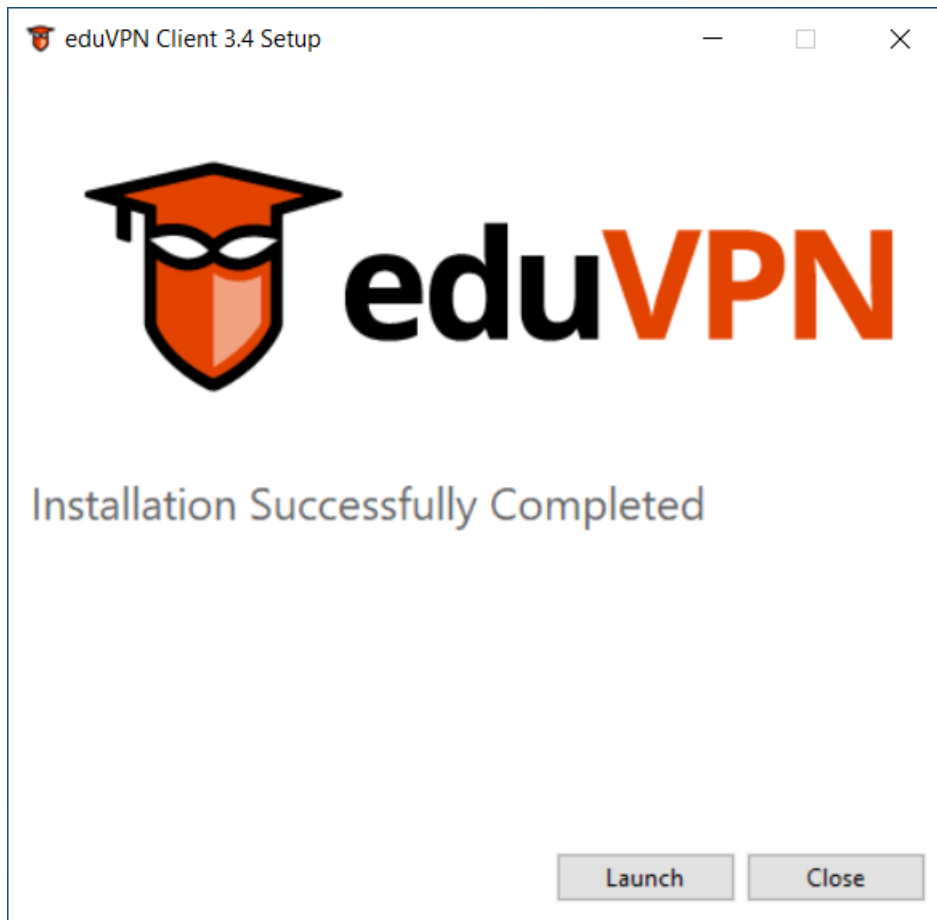 eduVPN Client 3.4 Setup
eduVPN
Installation Successfully Completed
Launch
Close